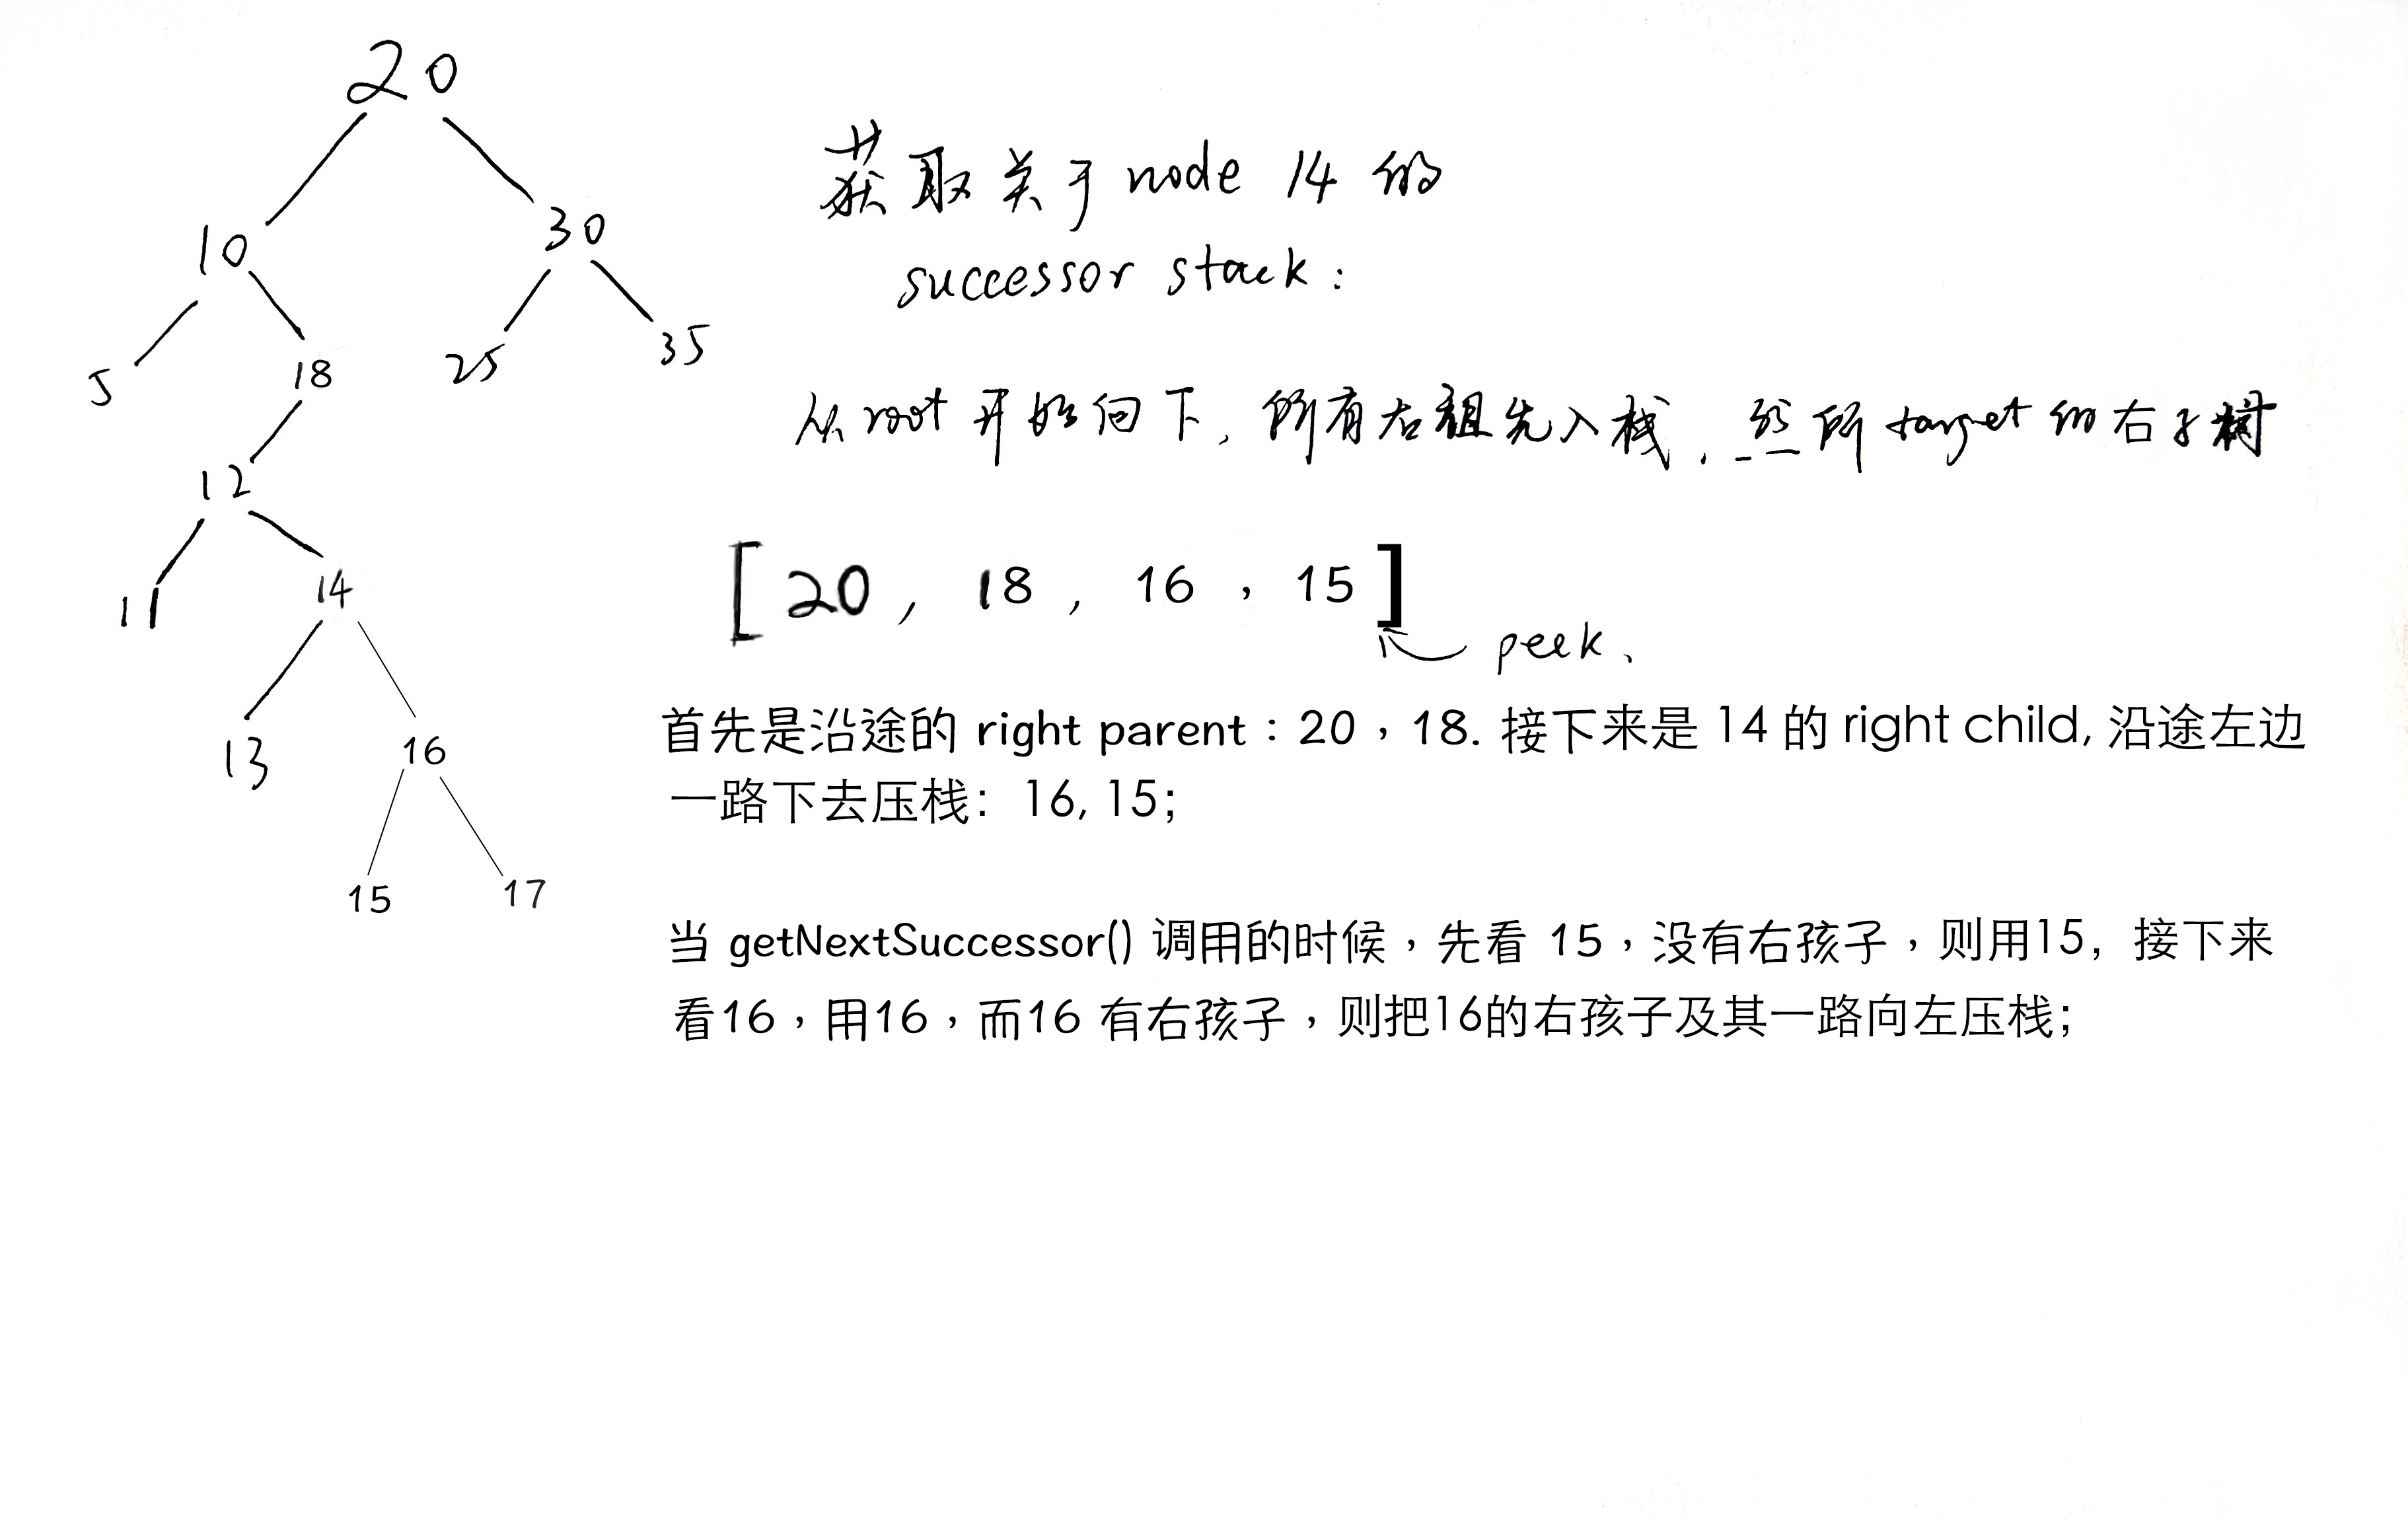 20
获取关于 node 14 的
successor stack:
10
30
5
18
25
35
从 root 开始向下, 所有右祖先入栈. 然所 target 的右子树
12
11
14
[20, 18, 16，15]
peek.
13
16
首先是沿途的 right parent：20，18. 接下来是 14 的 right child, 沿途左边
一路下去压栈：16, 15;
15
17
当 getNextSuccessor() 调用的时候，先看 15，没有右孩子，则用15，接下来
看16，用16，而16 有右孩子，则把16的右孩子及其一路向左压栈；